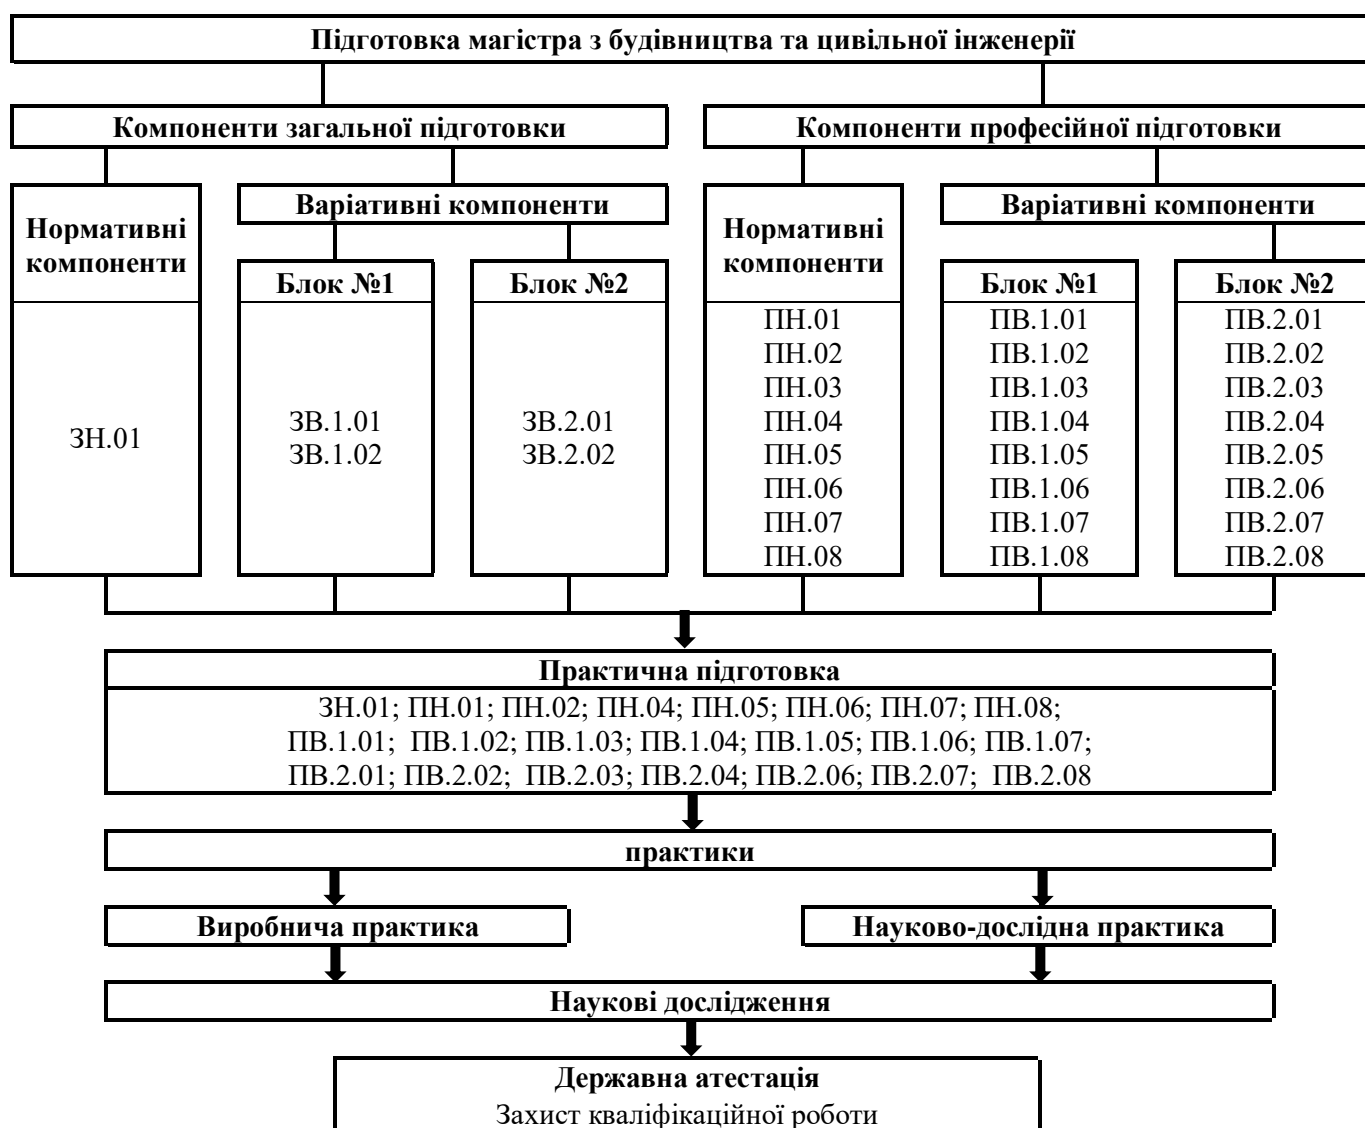 Підготовка магістра з будівництва та цивільної інженерії
Компоненти загальної підготовки
Компоненти професійної підготовки
Нормативні
компоненти
ЗН.01
Варіативні компоненти
Блок №1
ЗВ.1.01
ЗВ.1.02
Блок №2
ЗВ.2.01
ЗВ.2.02
Нормативні
компоненти
ПН.01
ПН.02
ПН.03
ПН.04
ПН.05
ПН.06
ПН.07
ПН.08
Варіативні компоненти
Блок №1
ПВ.1.01
ПВ.1.02
ПВ.1.03
ПВ.1.04
ПВ.1.05
ПВ.1.06
ПВ.1.07
ПВ.1.08
Блок №2
ПВ.2.01
ПВ.2.02
ПВ.2.03
ПВ.2.04
ПВ.2.05
ПВ.2.06
ПВ.2.07
ПВ.2.08
Практична підготовка
ЗН.01; ПН.01; ПН.02; ПН.04; ПН.05; ПН.06; ПН.07; ПН.08;
ПВ.1.01; ПВ.1.02; ПВ.1.03; ПВ.1.04; ПВ.1.05; ПВ.1.06; ПВ.1.07;
ПВ.2.01; ПВ.2.02; ПВ.2.03; ПВ.2.04; ПВ.2.06; ПВ.2.07; ПВ.2.08
практики
Виробнича практика
Науково-дослідна практика
Наукові дослідження
Державна атестація
Захист кваліфікаційної роботи